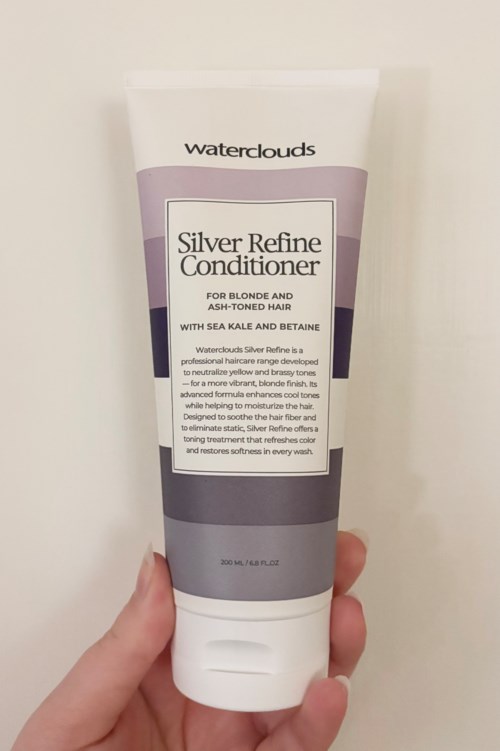 waterclouds
Silver Refine
Conditioner
FOR BLONDE AND
ASH-TONED HAIR
WITH SEA KALE AND BETAINE
Waterclouds Silver Refine is a
professional haircare range developed
to neutralize yellow and brassy tones
— for a more vibrant, blonde finish. Its
advanced formula enhances cool tones
while helping to moisturize the hair.
Designed to soothe the hair fiber and
to eliminate static, Silver Refine offers a
toning treatment that refreshes color
and restores softness in every wash.
200 ML / 6.8 FL.OZ